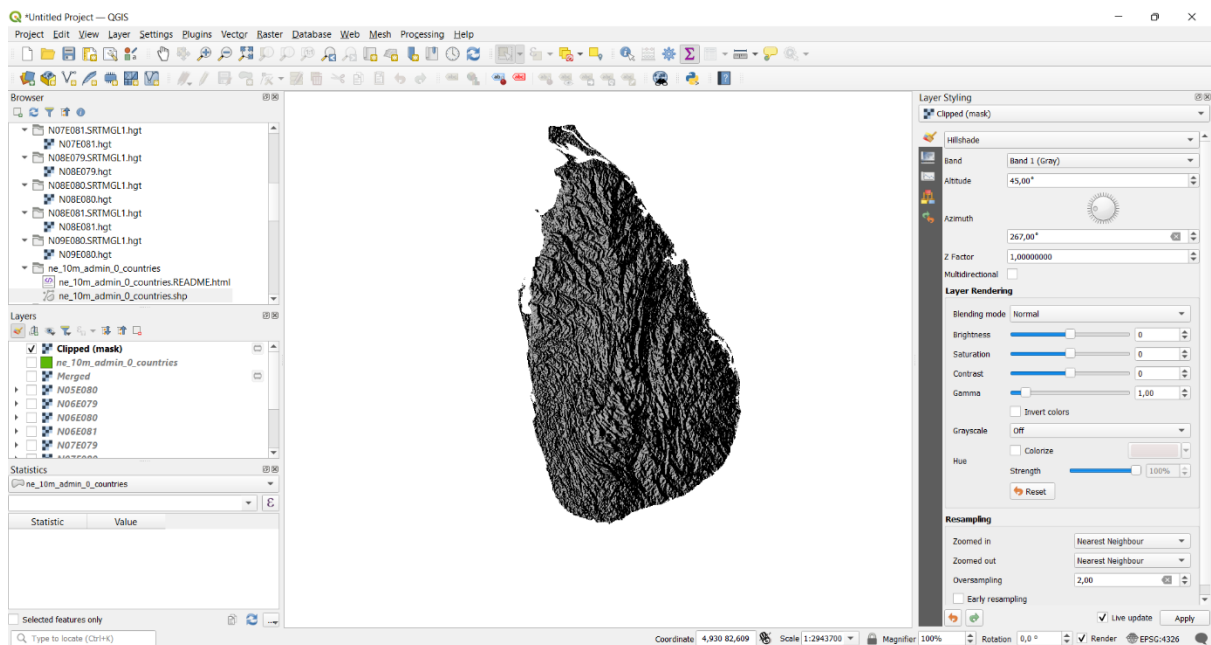 *Untitled Project — QGIS
Project Edit View Layer Settings Plugins Vector Raster Database Web Mesh Processing Help
Browser
N07E081.SRTMGL1.hgt
N07E081.hgt
N08E079.SRTMGL1.hgt
N08E079.hgt
N08E080.SRTMGL1.hgt
N08E080.hgt
N08E081.SRTMGL1.hgt
N08E081.hgt
N09E080.SRTMGL1.hgt
N09E080.hgt
ne_10m_admin_0_countries
ne_10m_admin_0_countries.README.html
ne_10m_admin_0_countries.shp
Layers
Clipped (mask)
ne_10m_admin_0_countries
Merged
N05E080
N06E079
N06E080
N06E081
N07E079
Statistics
ne_10m_admin_0_countries
ε
Statistic Value
Selected features only
Layer Styling
Clipped (mask)
Hillshade
Band Band 1 (Gray)
Altitude 45,00°
Azimuth
267,00°
Z Factor 1,00000000
Multidirectional
Layer Rendering
Blending mode Normal
Brightness 0
Saturation 0
Contrast 0
Gamma 1,00
Invert colors
Grayscale Off
Hue
Colorize
Strength 100%
Reset
Resampling
Zoomed in Nearest Neighbour
Zoomed out Nearest Neighbour
Oversampling 2,00
Early resampling
Live update Apply
Type to locate (Ctrl+K) Coordinate 4,930 82,609 Scale 1:2943700 Magnifier 100% Rotation 0,0 ° Render EPSG:4326